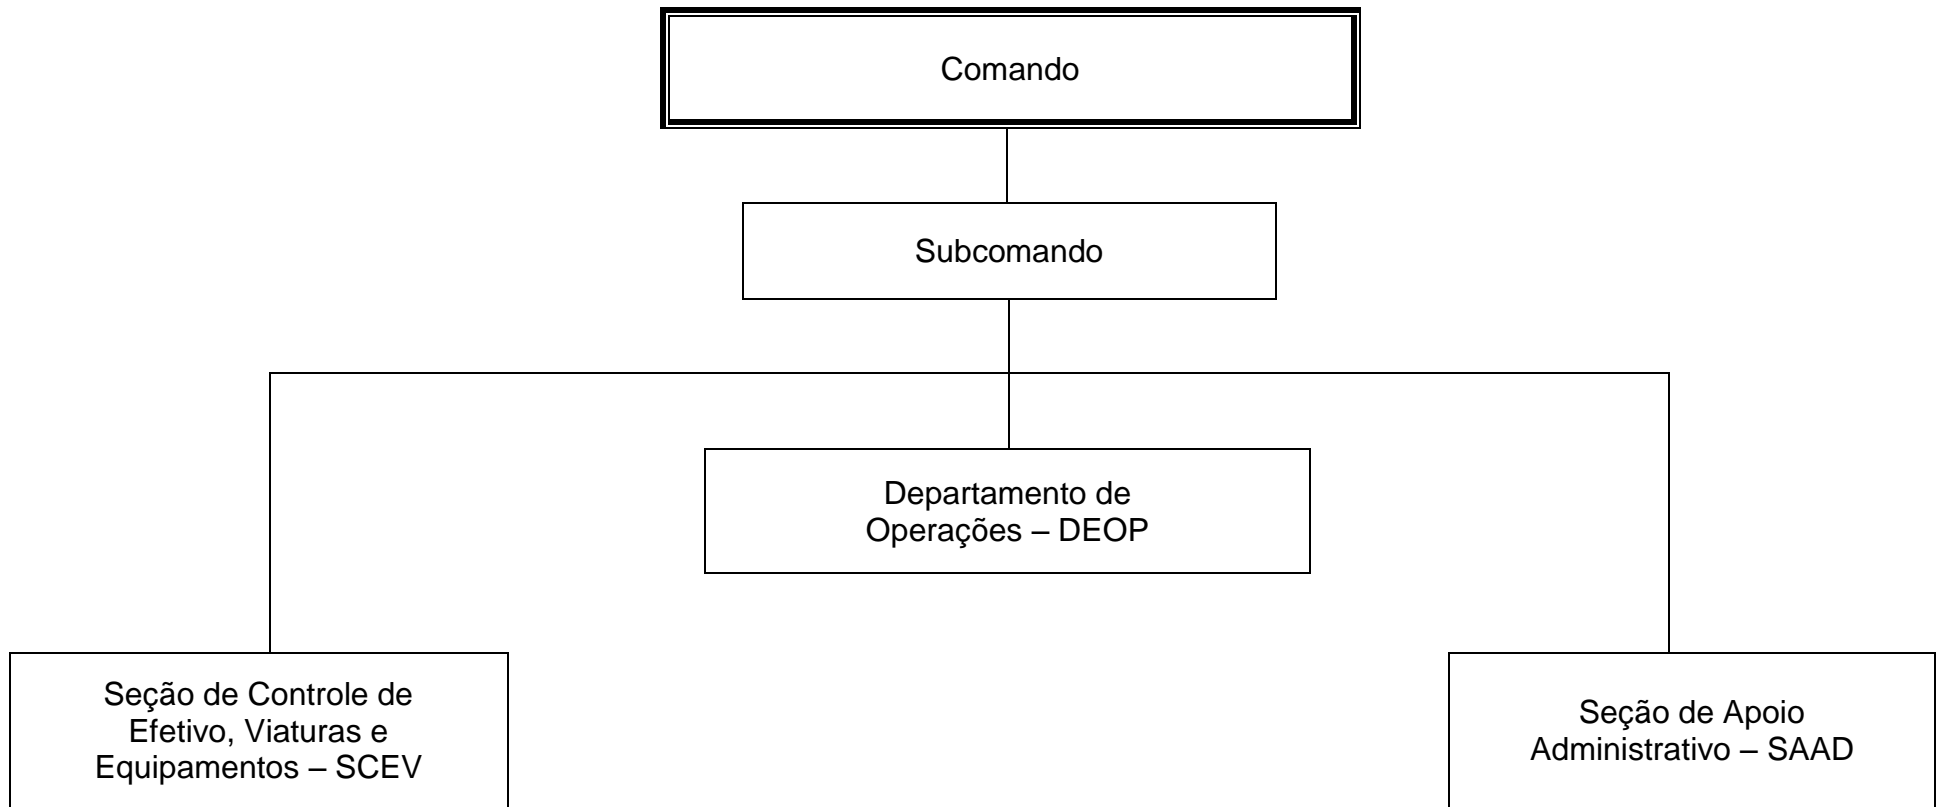 Comando
Subcomando
Departamento de
Operações – DEOP
Seção de Controle de
Efetivo, Viaturas e
Equipamentos – SCEV
Seção de Apoio
Administrativo – SAAD